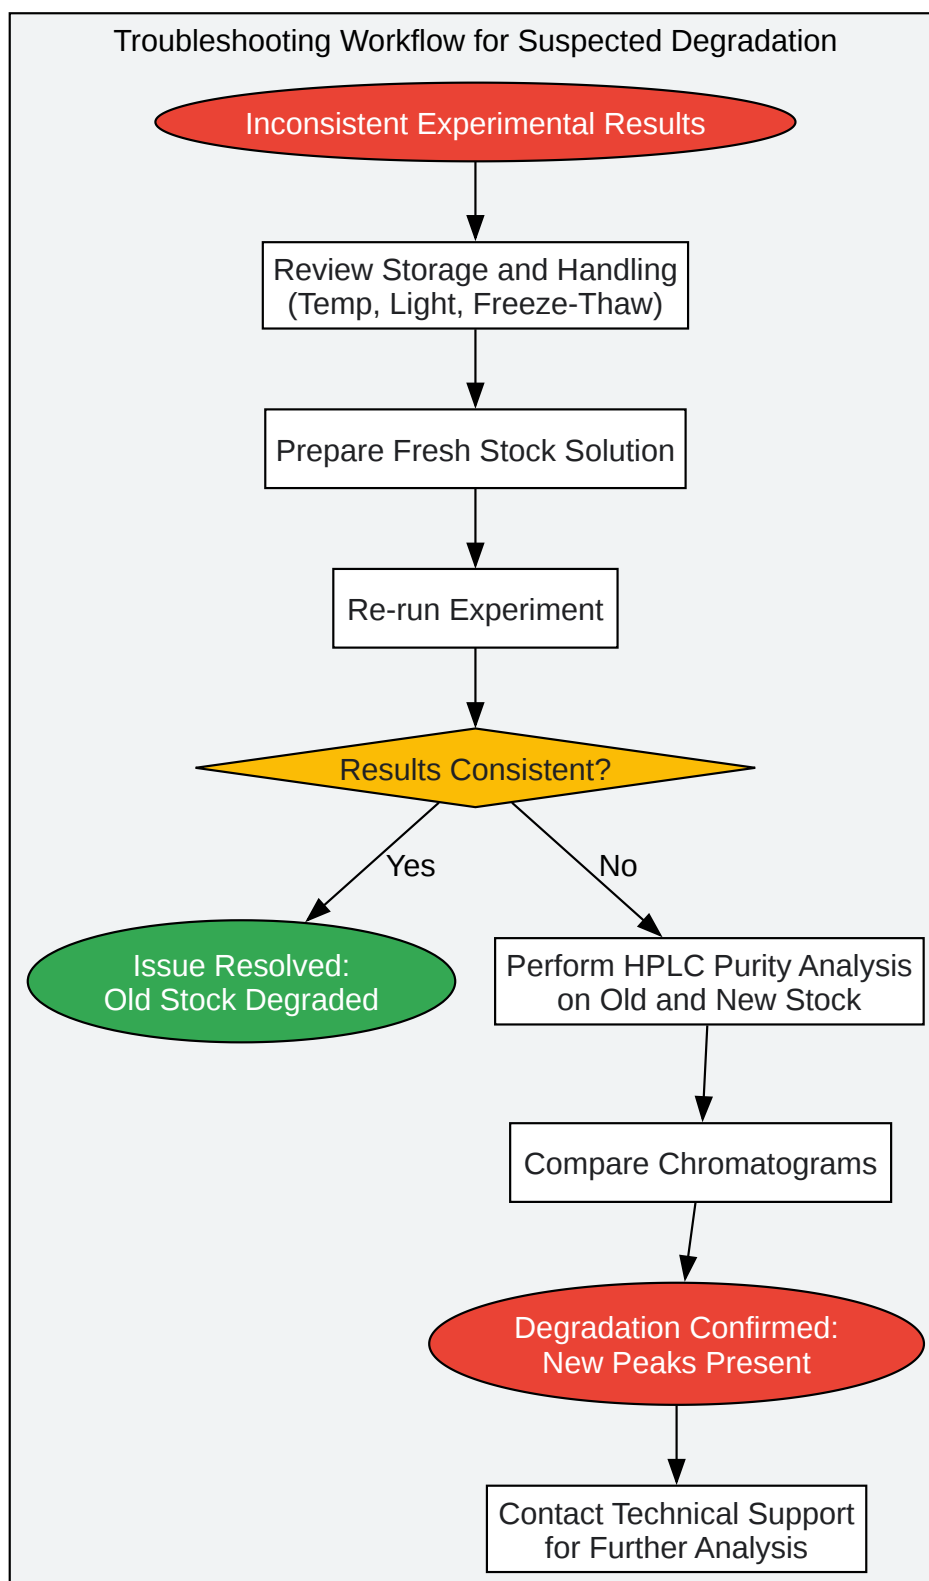 Troubleshooting Workflow for Suspected Degradation
Inconsistent Experimental Results
Review Storage and Handling
(Temp, Light, Freeze-Thaw)
Prepare Fresh Stock Solution
Re-run Experiment
Results Consistent?
Yes
No
Issue Resolved:
Old Stock Degraded
Perform HPLC Purity Analysis
on Old and New Stock
Compare Chromatograms
Degradation Confirmed:
New Peaks Present
Contact Technical Support
for Further Analysis